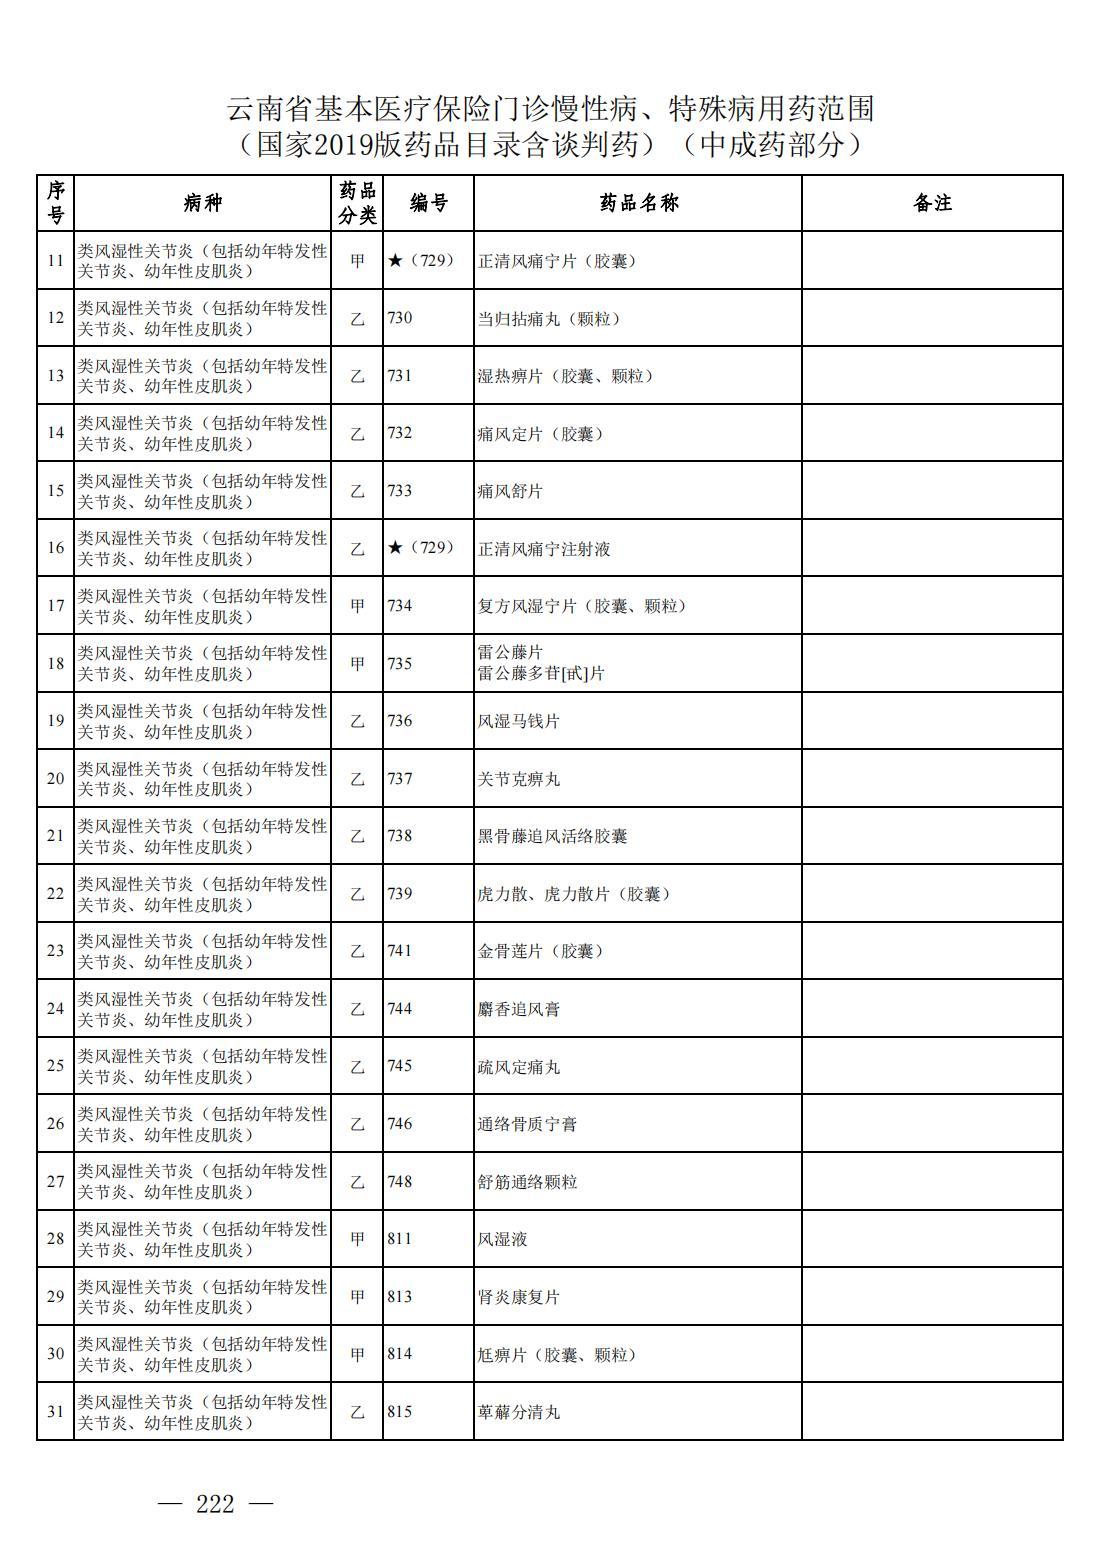 云南省基本医疗保险门诊慢性病、特殊病用药范围
（国家2019版药品目录含谈判药）（中成药部分）
序号 病种 药品分类 编号 药品名称 备注
11 类风湿性关节炎（包括幼年特发性关节炎、幼年性皮肌炎） 甲 ★（729） 正清风痛宁片（胶囊）
12 类风湿性关节炎（包括幼年特发性关节炎、幼年性皮肌炎） 乙 730 当归拈痛丸（颗粒）
13 类风湿性关节炎（包括幼年特发性关节炎、幼年性皮肌炎） 乙 731 湿热痹片（胶囊、颗粒）
14 类风湿性关节炎（包括幼年特发性关节炎、幼年性皮肌炎） 乙 732 痛风定片（胶囊）
15 类风湿性关节炎（包括幼年特发性关节炎、幼年性皮肌炎） 乙 733 痛风舒片
16 类风湿性关节炎（包括幼年特发性关节炎、幼年性皮肌炎） 乙 ★（729） 正清风痛宁注射液
17 类风湿性关节炎（包括幼年特发性关节炎、幼年性皮肌炎） 甲 734 复方风湿宁片（胶囊、颗粒）
18 类风湿性关节炎（包括幼年特发性关节炎、幼年性皮肌炎） 甲 735 雷公藤片
雷公藤多苷[甙]片
19 类风湿性关节炎（包括幼年特发性关节炎、幼年性皮肌炎） 乙 736 风湿马钱片
20 类风湿性关节炎（包括幼年特发性关节炎、幼年性皮肌炎） 乙 737 关节克痹丸
21 类风湿性关节炎（包括幼年特发性关节炎、幼年性皮肌炎） 乙 738 黑骨藤追风活络胶囊
22 类风湿性关节炎（包括幼年特发性关节炎、幼年性皮肌炎） 乙 739 虎力散、虎力散片（胶囊）
23 类风湿性关节炎（包括幼年特发性关节炎、幼年性皮肌炎） 乙 741 金骨莲片（胶囊）
24 类风湿性关节炎（包括幼年特发性关节炎、幼年性皮肌炎） 乙 744 麝香追风膏
25 类风湿性关节炎（包括幼年特发性关节炎、幼年性皮肌炎） 乙 745 疏风定痛丸
26 类风湿性关节炎（包括幼年特发性关节炎、幼年性皮肌炎） 乙 746 通络骨质宁膏
27 类风湿性关节炎（包括幼年特发性关节炎、幼年性皮肌炎） 乙 748 舒筋通络颗粒
28 类风湿性关节炎（包括幼年特发性关节炎、幼年性皮肌炎） 甲 811 风湿液
29 类风湿性关节炎（包括幼年特发性关节炎、幼年性皮肌炎） 甲 813 肾炎康复片
30 类风湿性关节炎（包括幼年特发性关节炎、幼年性皮肌炎） 甲 814 尪痹片（胶囊、颗粒）
31 类风湿性关节炎（包括幼年特发性关节炎、幼年性皮肌炎） 乙 815 萆薢分清丸
— 222 —